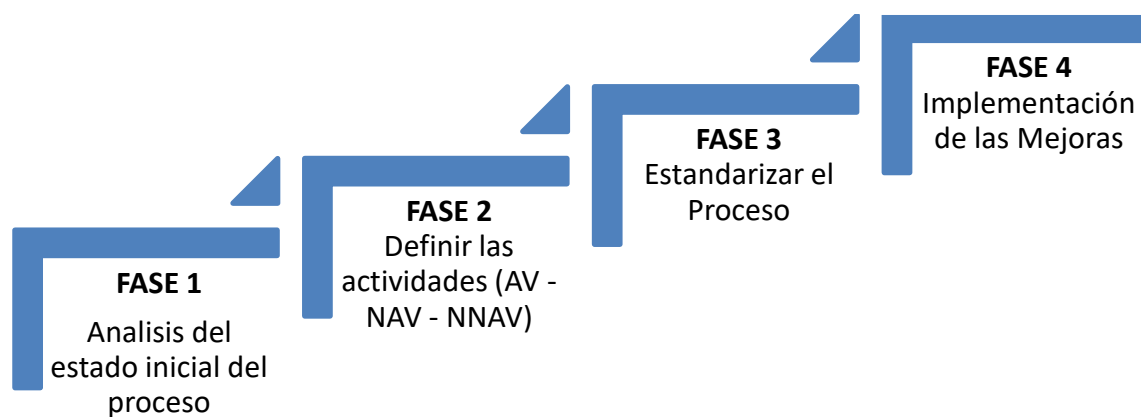 FASE 1
Analisis del
estado inicial del
proceso
FASE 2
Definir las
actividades (AV -
NAV - NNAV)
FASE 3
Estandarizar el
Proceso
FASE 4
Implementación
de las Mejoras